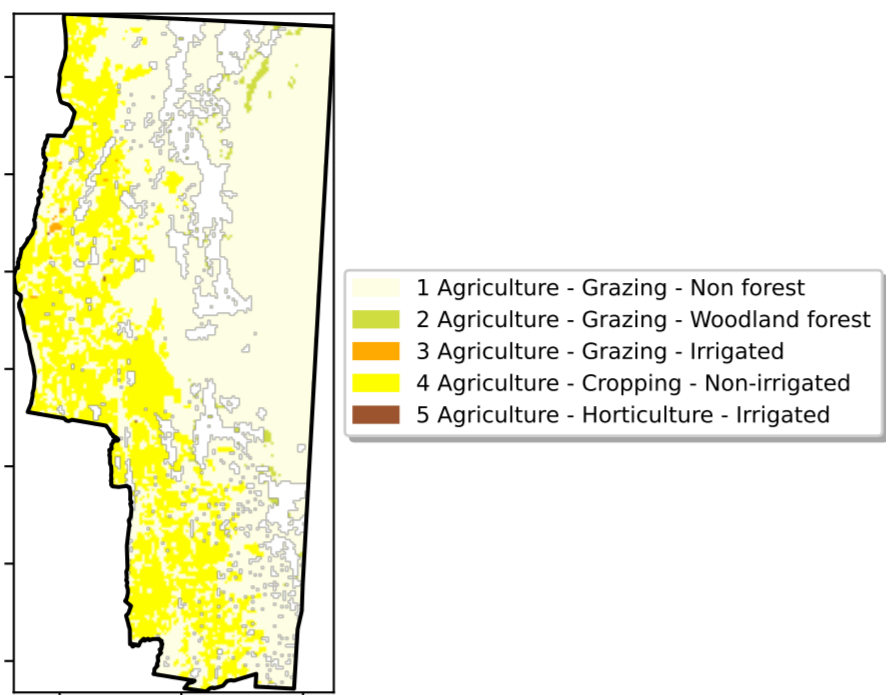 1 Agriculture - Grazing - Non forest
2 Agriculture - Grazing - Woodland forest
3 Agriculture - Grazing - Irrigated
4 Agriculture - Cropping - Non-irrigated
5 Agriculture - Horticulture - Irrigated